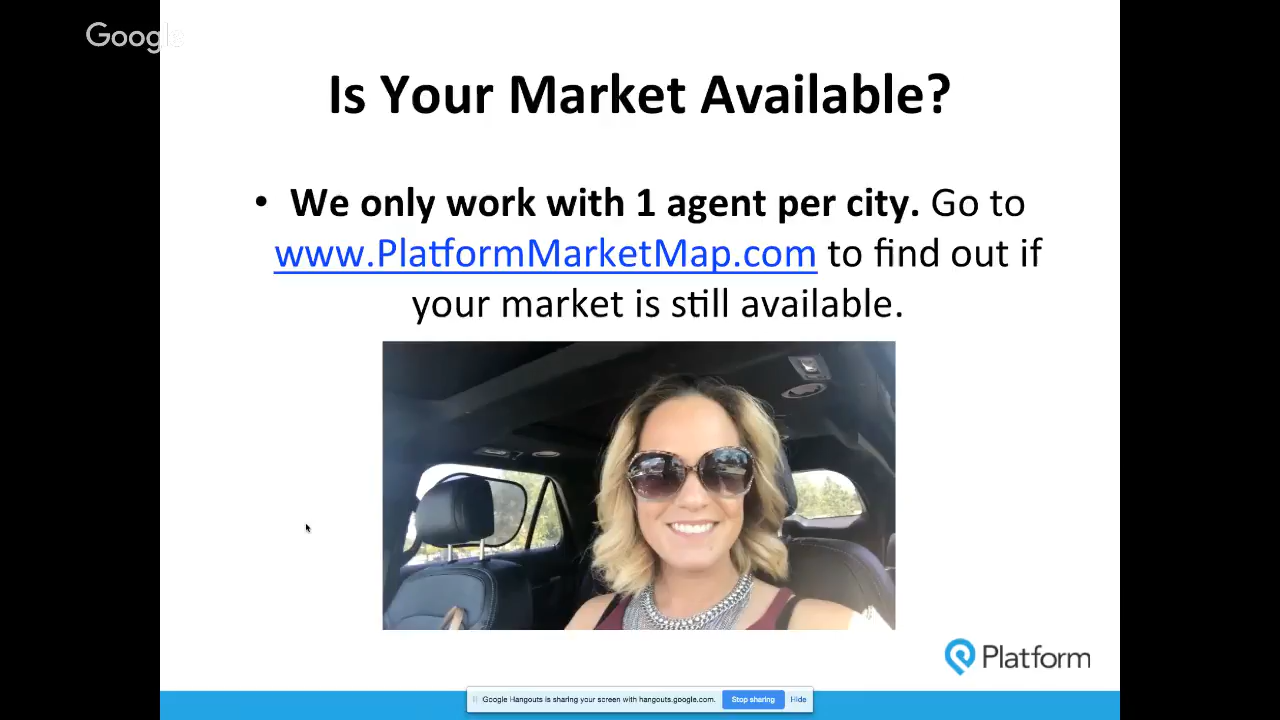 Google
Is Your Market Available?
• We only work with 1 agent per city. Go to
www.PlatformMarketMap.com to find out if
your market is still available.
Platform
Google Hangouts is sharing your screen with hangouts.google.com. Stop sharing Hide